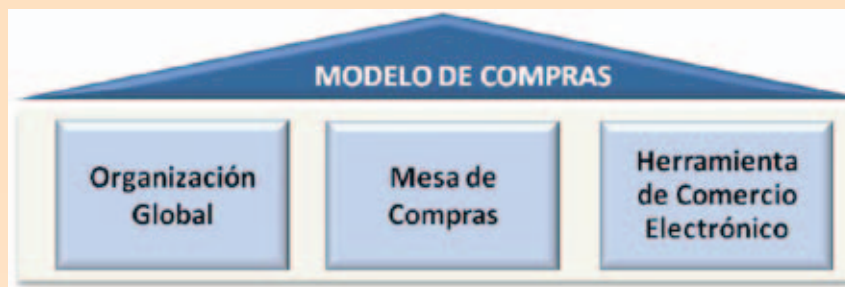 MODELO DE COMPRAS
Organización
Global
Mesa de
Compras
Herramienta
de Comercio
Electrónico